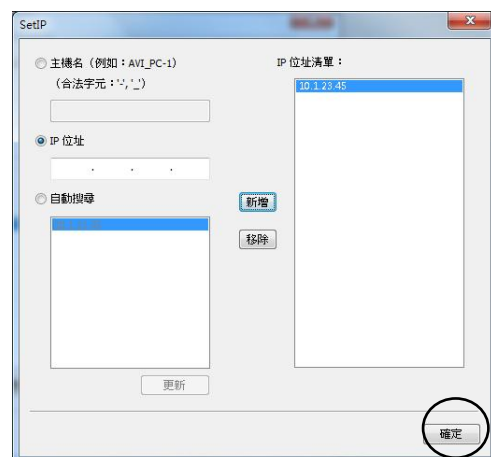 SetIP
主機名（例如：AVI_PC-1）
（合法字元：'-', '_'）
IP 位址
. . .
自動搜尋
更新
新增
移除
IP 位址清單：
10.1.23.45
確定